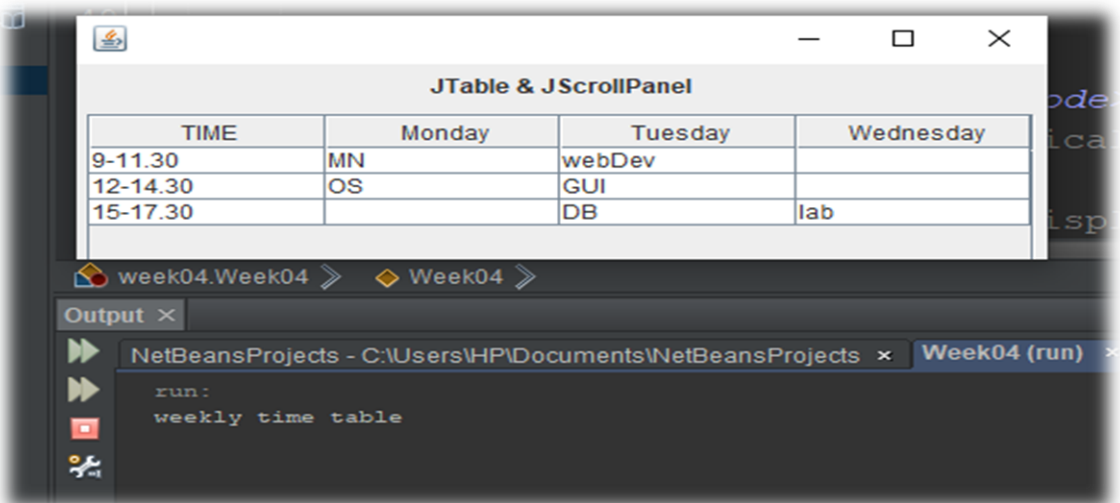 JTable & JScrollPanel
TIME Monday Tuesday Wednesday
9-11.30 MN webDev
12-14.30 OS GUI
15-17.30 DB lab
week04.Week04 Week04
Output
NetBeansProjects - C:\Users\HP\Documents\NetBeansProjects Week04 (run)
run:
weekly time table